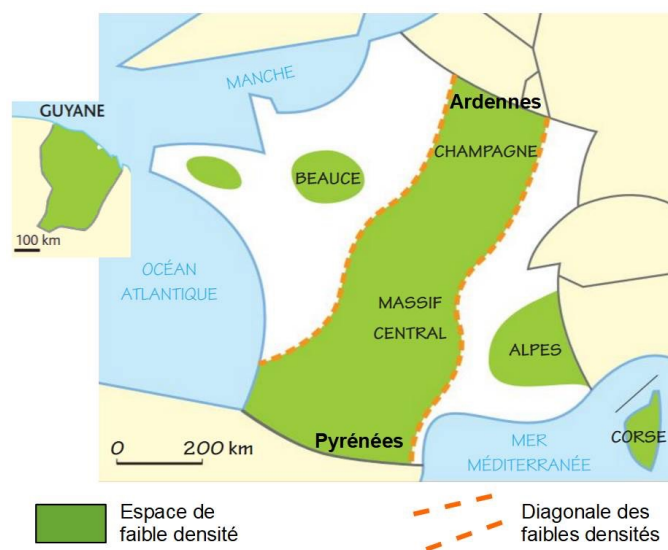 MANCHE
Ardennes
GUYANE
CHAMPAGNE
BEAUCE
100 km
OCÉAN
ATLANTIQUE
MASSIF
CENTRAL
ALPES
Pyrénées
0 200 km
MER
MÉDITERRANÉE
CORSE
Espace de
faible densité
Diagonale des
faibles densités